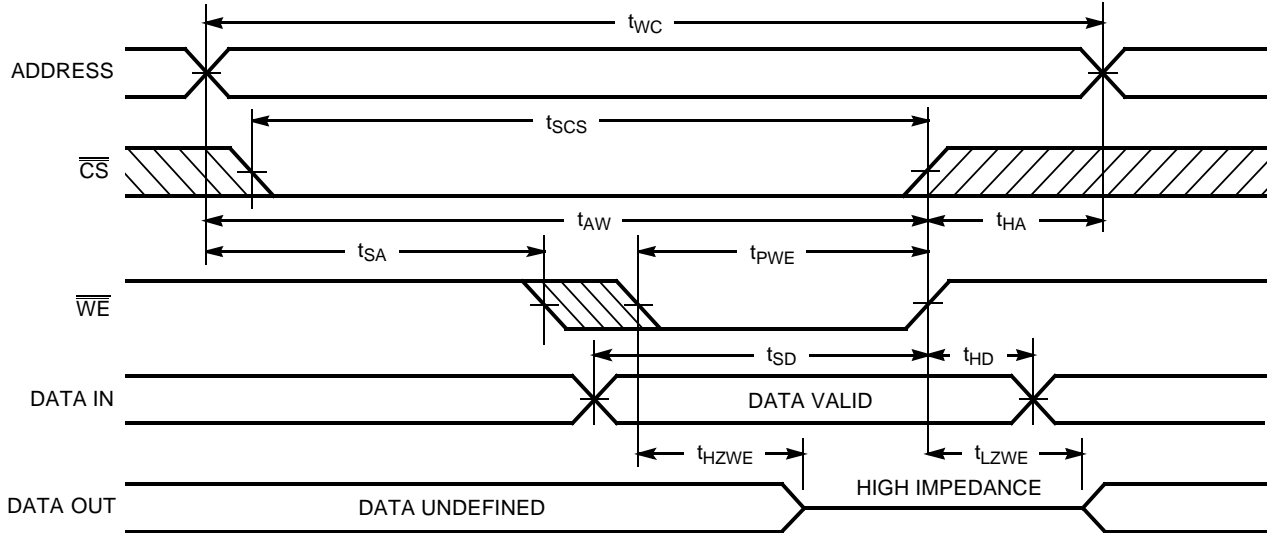 tWC
ADDRESS
tSCS
CS
tAW
tHA
tSA
tPWE
WE
tSD
tHD
DATA IN
DATA VALID
tHZWE
tLZWE
HIGH IMPEDANCE
DATA OUT
DATA UNDEFINED